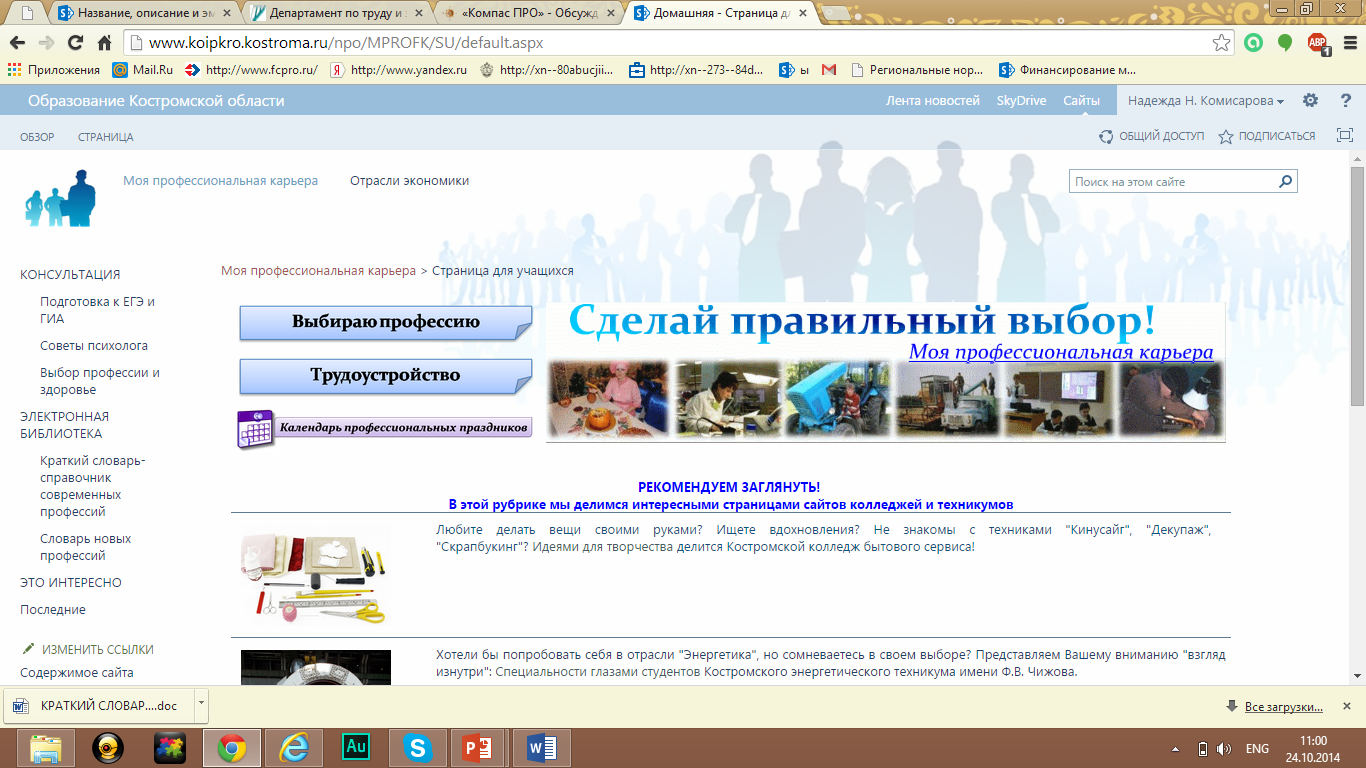 Название, описание и эм
Департамент по труду и з
«Компас ПРО» - Обсужд
Домашняя - Страница дл
www.koipkro.kostroma.ru/npo/MPROFK/SU/default.aspx
ABP
1
Приложения
Mail.Ru
http://www.fcpro.ru/
http://www.yandex.ru
http://xn--80abucjii...
http://xn--273--84d...
ы
Региональные нор...
Финансирование м...
Образование Костромской области
Лента новостей
SkyDrive
Сайты
Надежда Н. Комисарова
?
ОБЗОР
СТРАНИЦА
ОБЩИЙ ДОСТУП
ПОДПИСАТЬСЯ
Моя профессиональная карьера
Отрасли экономики
Поиск на этом сайте
КОНСУЛЬТАЦИЯ
Подготовка к ЕГЭ и
ГИА
Советы психолога
Выбор профессии и
здоровье
ЭЛЕКТРОННАЯ
БИБЛИОТЕКА
Краткий словарь-
справочник
современных
профессий
Словарь новых
профессий
ЭТО ИНТЕРЕСНО
Последние
ИЗМЕНИТЬ ССЫЛКИ
Содержимое сайта
Моя профессиональная карьера > Страница для учащихся
Выбираю профессию
Трудоустройство
Календарь профессиональных праздников
Сделай правильный выбор!
Моя профессиональная карьера
РЕКОМЕНДУЕМ ЗАГЛЯНУТЬ!
В этой рубрике мы делимся интересными страницами сайтов колледжей и техникумов
Любите делать вещи своими руками? Ищете вдохновения? Не знакомы с техниками "Кинусайг", "Декупаж",
"Скрапбукинг"? Идеями для творчества делится Костромской колледж бытового сервиса!
Хотели бы попробовать себя в отрасли "Энергетика", но сомневаетесь в своем выборе? Представляем Вашему вниманию "взгляд
изнутри": Специальности глазами студентов Костромского энергетического техникума имени Ф.В. Чижова.
КРАТКИЙ СЛОВАР....doc
Все загрузки...
Au
ENG
11:00
24.10.2014